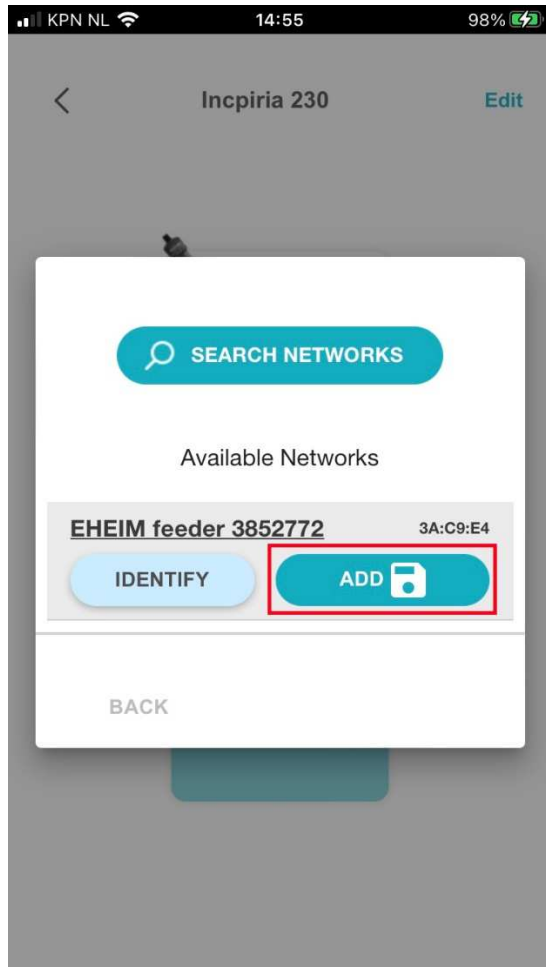 KPN NL 14:55 98%
Incpiria 230 Edit
SEARCH NETWORKS
Available Networks
EHEIM feeder 3852772 3A:C9:E4
IDENTIFY ADD
BACK